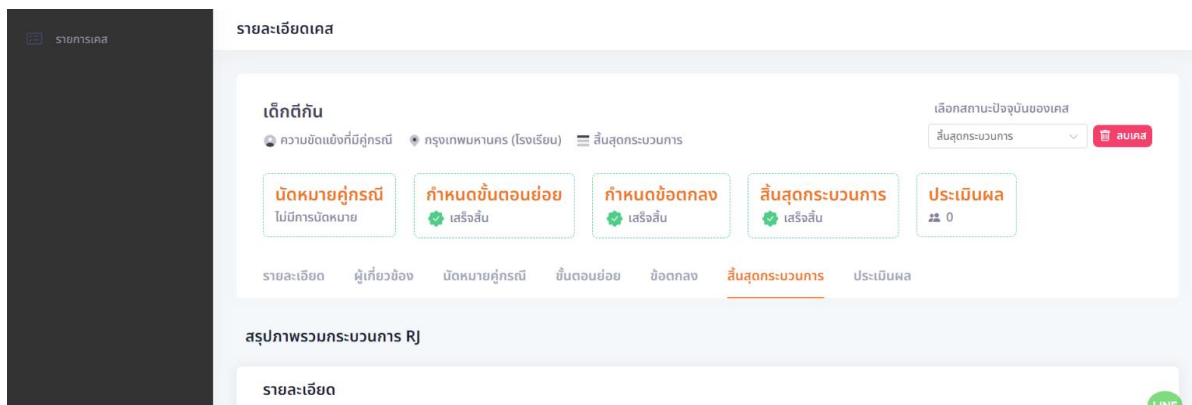 รายการเคส
รายละเอียดเคส
เด็กตีกัน
ความขัดแย้งที่มีคู่กรณี กรุงเทพมหานคร (โรงเรียน) สิ้นสุดกระบวนการ
เลือกสถานะปัจจุบันของเคส
สิ้นสุดกระบวนการ ลบเคส
นัดหมายคู่กรณี
ไม่มีการนัดหมาย
กำหนดขั้นตอนย่อย
เสร็จสิ้น
กำหนดข้อตกลง
เสร็จสิ้น
สิ้นสุดกระบวนการ
เสร็จสิ้น
ประเมินผล
0
รายละเอียด ผู้เกี่ยวข้อง นัดหมายคู่กรณี ขั้นตอนย่อย ข้อตกลง สิ้นสุดกระบวนการ ประเมินผล
สรุปภาพรวมกระบวนการ RJ
รายละเอียด
LINE